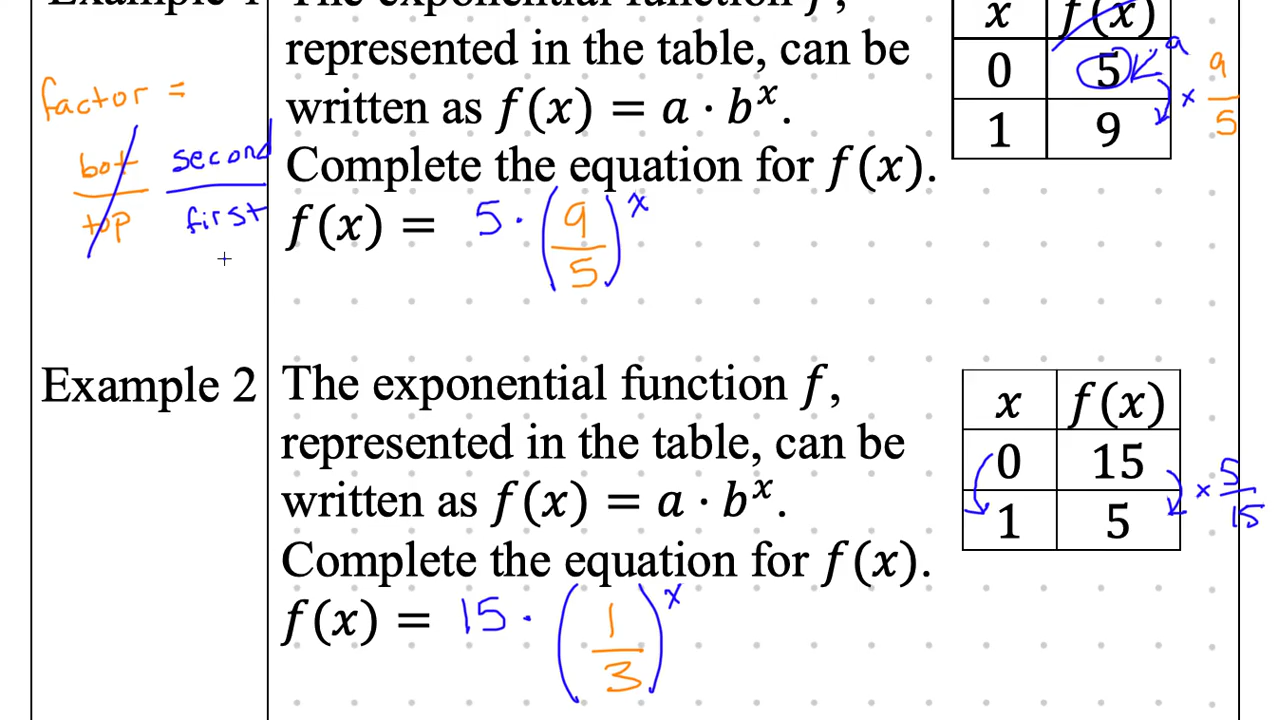 Example 1
The exponential function f,
represented in the table, can be
written as f(x) = a · b^x.
Complete the equation for f(x).
f(x) = 5 · (9/5)^x
factor =
bot/top
second/first
x f(x)
0 5 a
1 9
× 9/5
Example 2
The exponential function f,
represented in the table, can be
written as f(x) = a · b^x.
Complete the equation for f(x).
f(x) = 15 · (1/3)^x
x f(x)
0 15
1 5
× 5/15